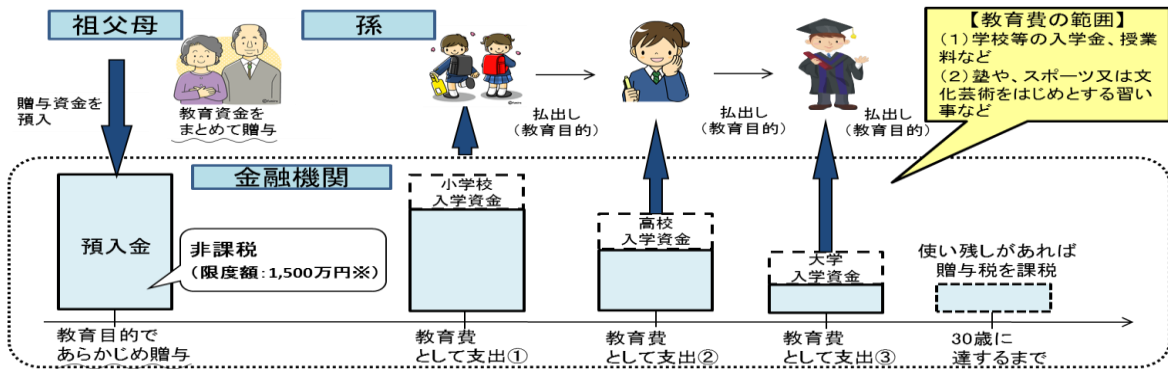 祖父母
孫
贈与資金を
預入
教育資金を
まとめて贈与
払出し
(教育目的)
払出し
(教育目的)
払出し
(教育目的)
【教育費の範囲】
(1)学校等の入学金、授業
料など
(2)塾や、スポーツ又は文
化芸術をはじめとする習い
事など
金融機関
預入金
非課税
(限度額:1,500万円※)
小学校
入学資金
高校
入学資金
大学
入学資金
使い残しがあれば
贈与税を課税
教育目的で
あらかじめ贈与
教育費
として支出①
教育費
として支出②
教育費
として支出③
30歳に
達するまで